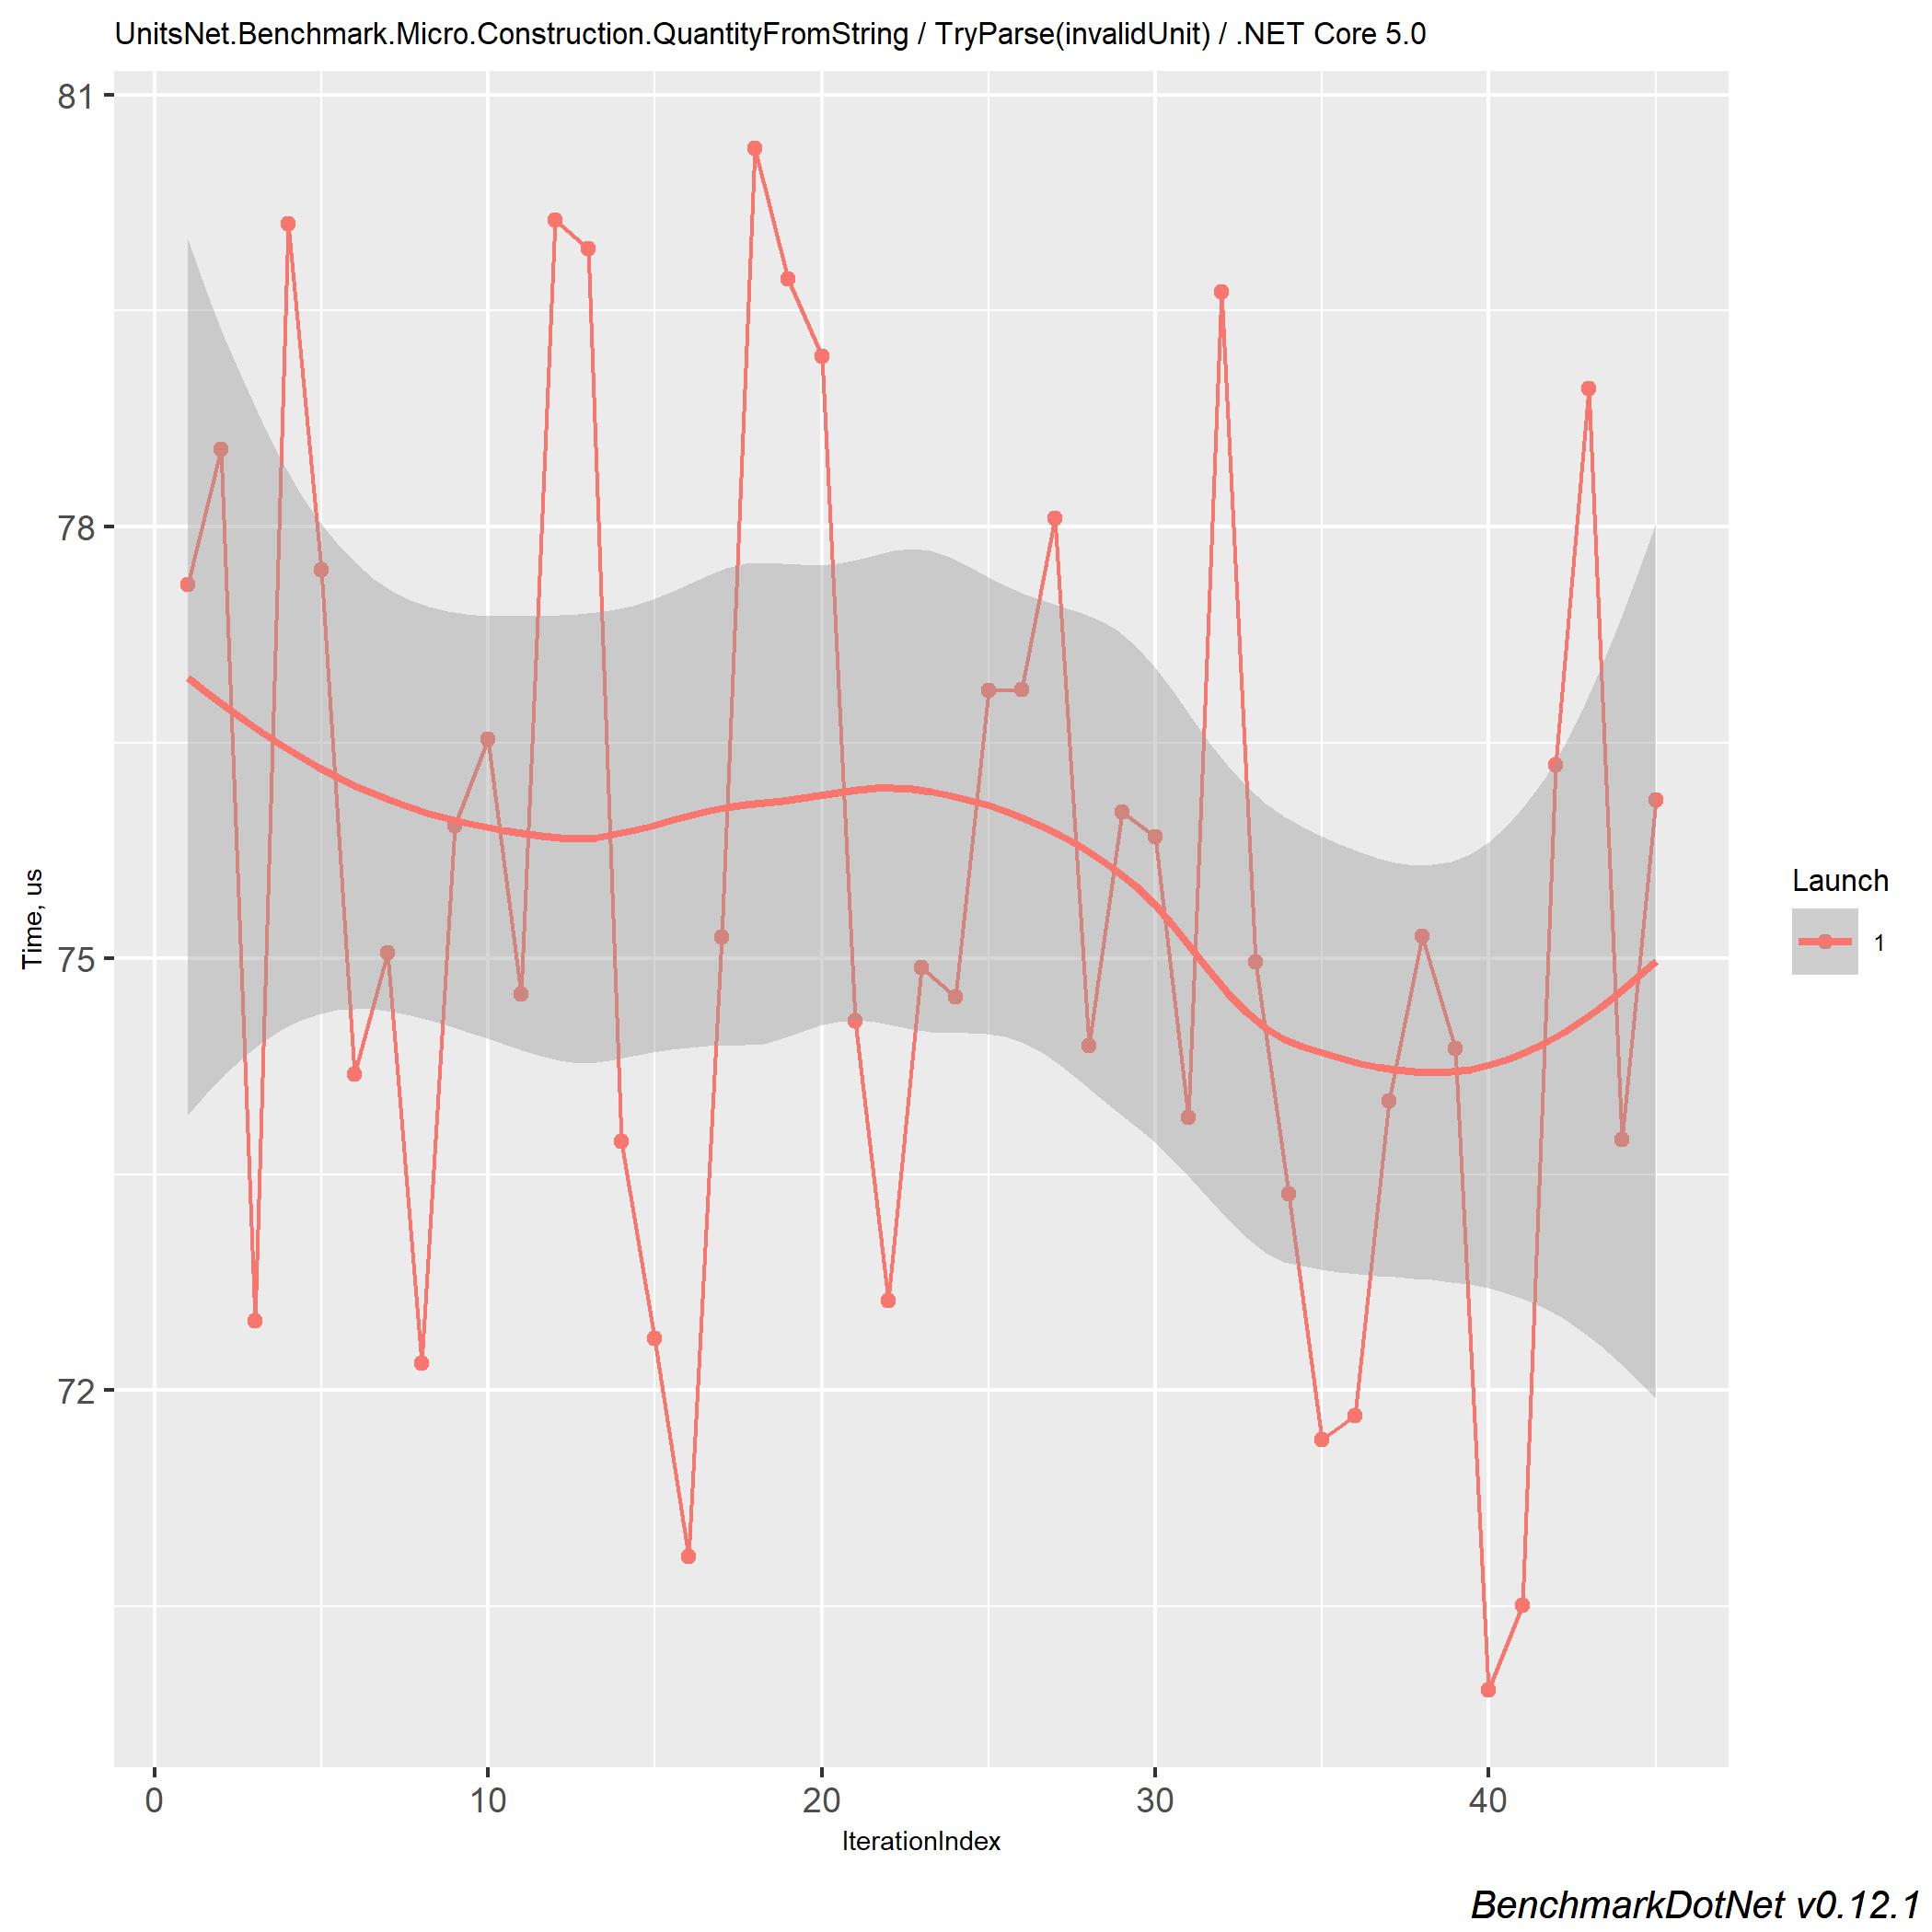 UnitsNet.Benchmark.Micro.Construction.QuantityFromString / TryParse(invalidUnit) / .NET Core 5.0
81
78
75
72
Time, us
0 10 20 30 40
IterationIndex
Launch
1
BenchmarkDotNet v0.12.1